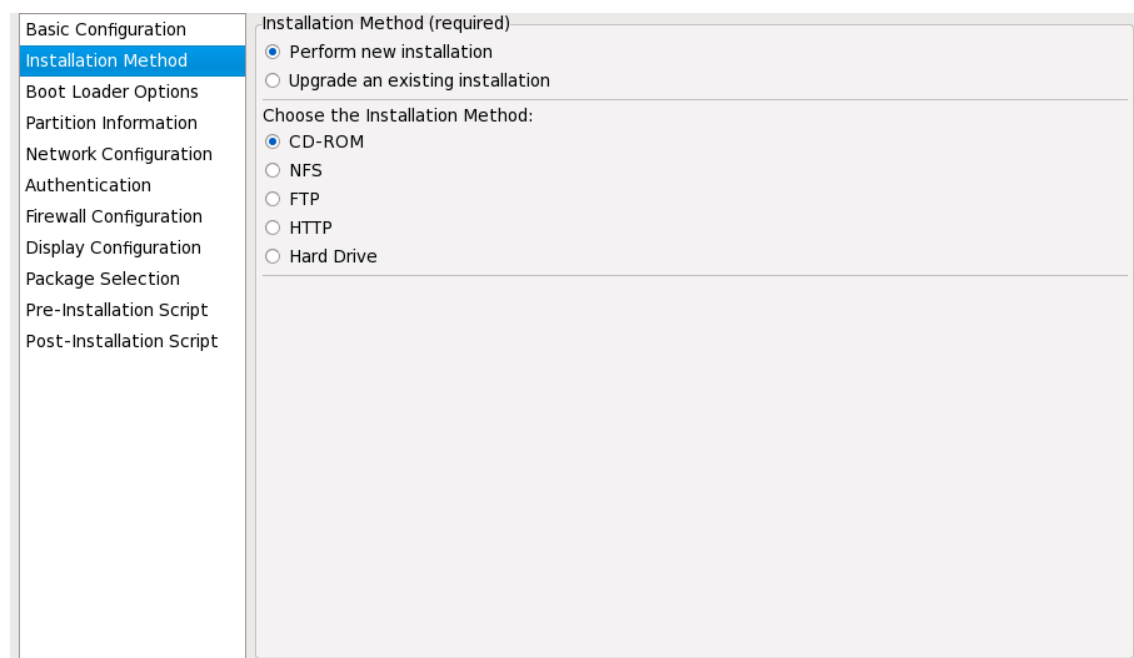 Basic Configuration
Installation Method
Boot Loader Options
Partition Information
Network Configuration
Authentication
Firewall Configuration
Display Configuration
Package Selection
Pre-Installation Script
Post-Installation Script
Installation Method (required)
Perform new installation
Upgrade an existing installation
Choose the Installation Method:
CD-ROM
NFS
FTP
HTTP
Hard Drive